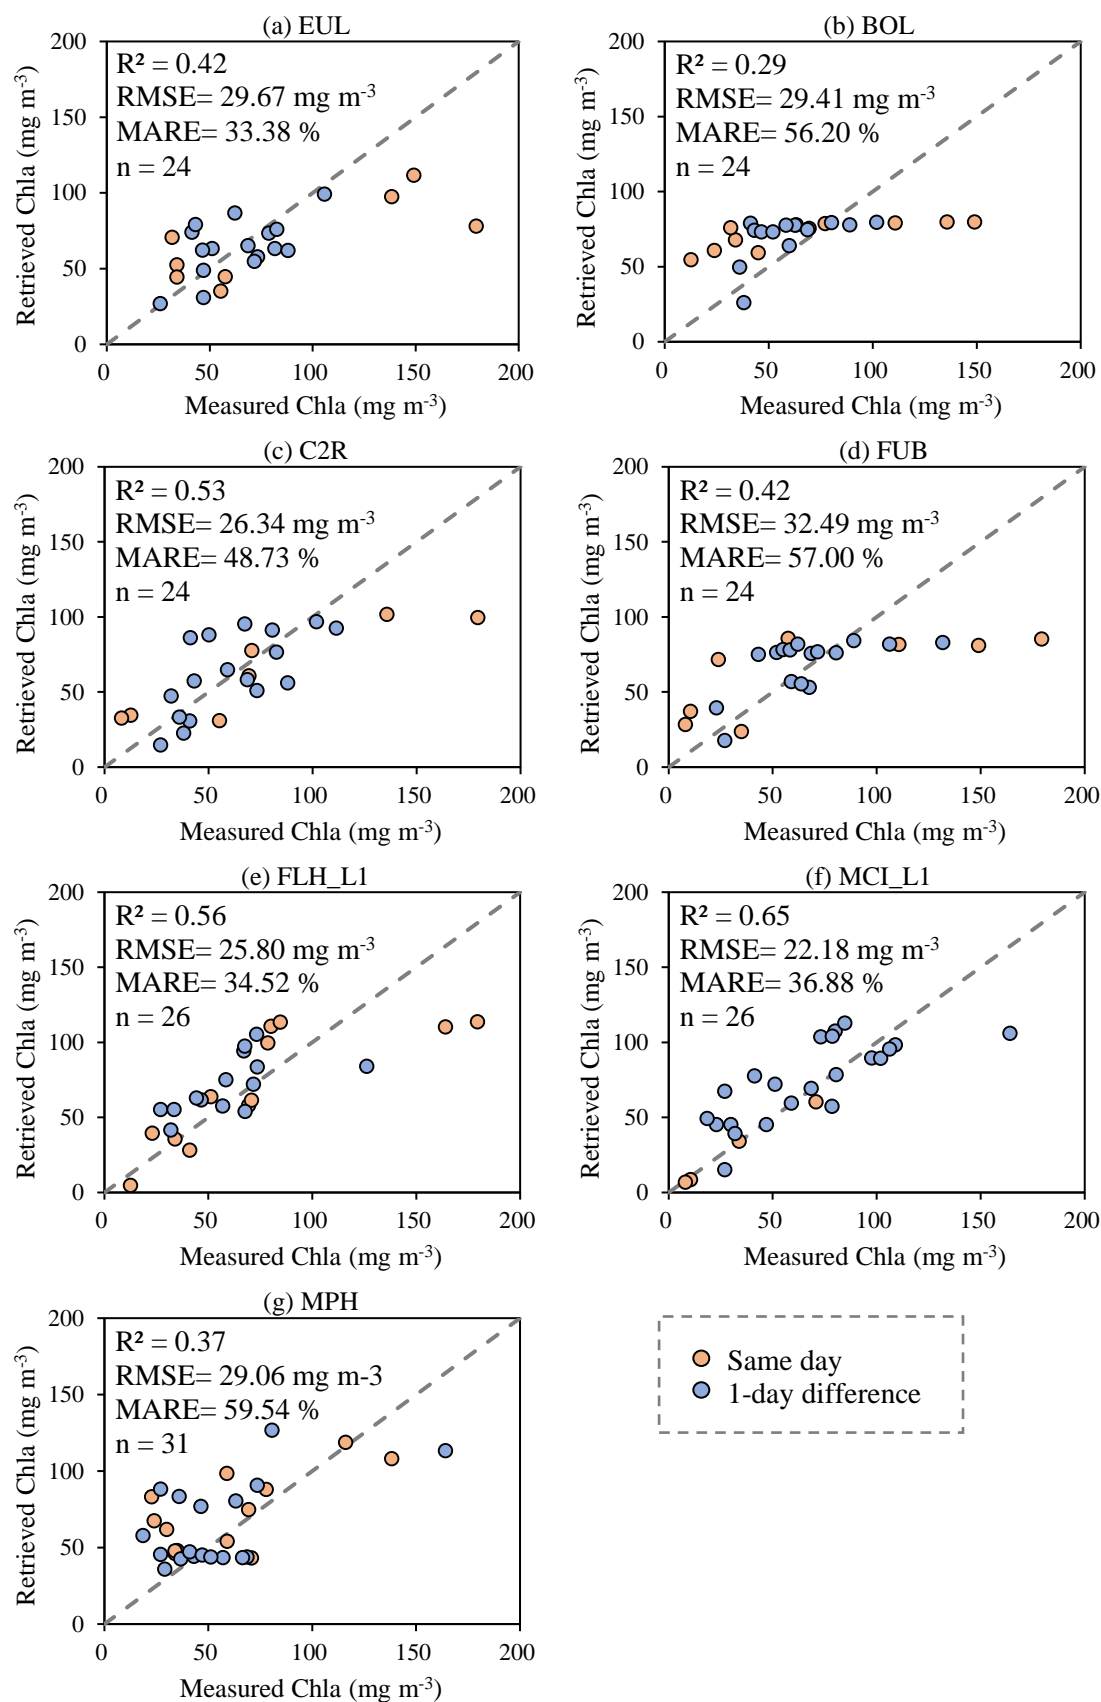 (a) EUL
R² = 0.42
RMSE= 29.67 mg m⁻³
MARE= 33.38 %
n = 24
200
150
100
50
0
Retrieved Chla (mg m⁻³)
50 100 150 200
Measured Chla (mg m⁻³)
(b) BOL
R² = 0.29
RMSE= 29.41 mg m⁻³
MARE= 56.20 %
n = 24
200
150
100
50
0
Retrieved Chla (mg m⁻³)
50 100 150 200
Measured Chla (mg m⁻³)
(c) C2R
R² = 0.53
RMSE= 26.34 mg m⁻³
MARE= 48.73 %
n = 24
200
150
100
50
0
Retrieved Chla (mg m⁻³)
0 50 100 150 200
Measured Chla (mg m⁻³)
(d) FUB
R² = 0.42
RMSE= 32.49 mg m⁻³
MARE= 57.00 %
n = 24
200
150
100
50
0
Retrieved Chla (mg m⁻³)
0 50 100 150 200
Measured Chla (mg m⁻³)
(e) FLH_L1
R² = 0.56
RMSE= 25.80 mg m⁻³
MARE= 34.52 %
n = 26
200
150
100
50
0
Retrieved Chla (mg m⁻³)
0 50 100 150 200
Measured Chla (mg m⁻³)
(f) MCI_L1
R² = 0.65
RMSE= 22.18 mg m⁻³
MARE= 36.88 %
n = 26
200
150
100
50
0
Retrieved Chla (mg m⁻³)
0 50 100 150 200
Measured Chla (mg m⁻³)
(g) MPH
R² = 0.37
RMSE= 29.06 mg m-3
MARE= 59.54 %
n = 31
200
150
100
50
0
Retrieved Chla (mg m⁻³)
0 50 100 150 200
Measured Chla (mg m⁻³)
Same day
1-day difference